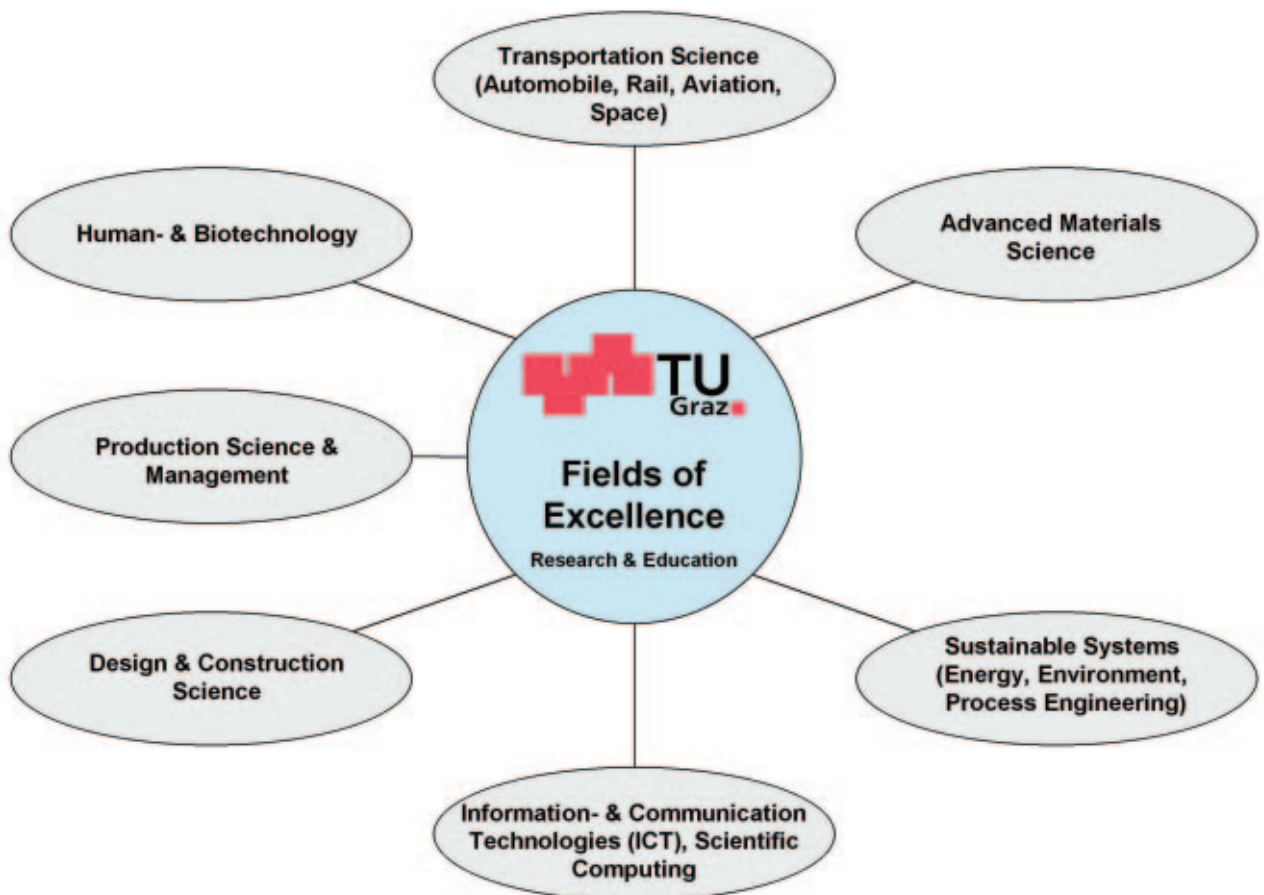 Transportation Science
(Automobile, Rail, Aviation,
Space)
Human- & Biotechnology
Advanced Materials
Science
TU
Graz
Production Science &
Management
Fields of
Excellence
Research & Education
Design & Construction
Science
Sustainable Systems
(Energy, Environment,
Process Engineering)
Information- & Communication
Technologies (ICT), Scientific
Computing